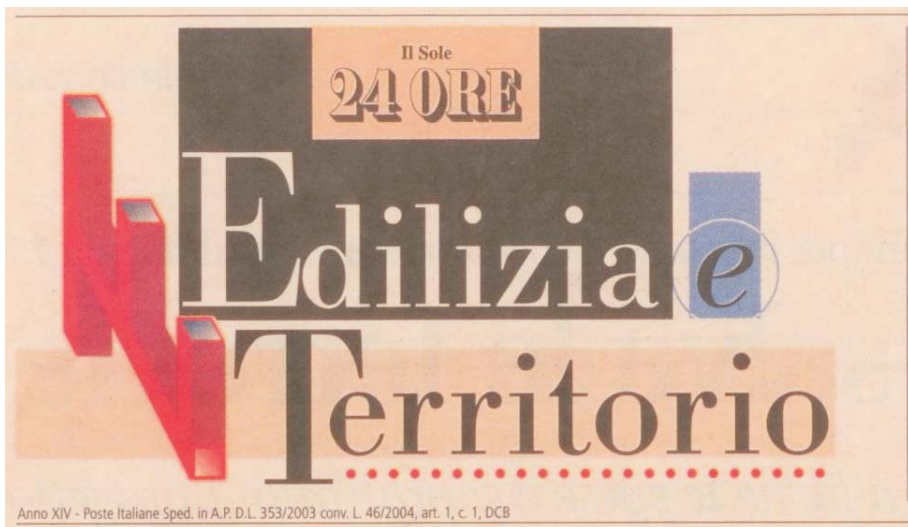 Il Sole
24 ORE
Edilizia e
Territorio
Anno XIV - Poste Italiane Sped. in A.P. D.L. 353/2003 conv. L. 46/2004, art. 1, c. 1, DCB